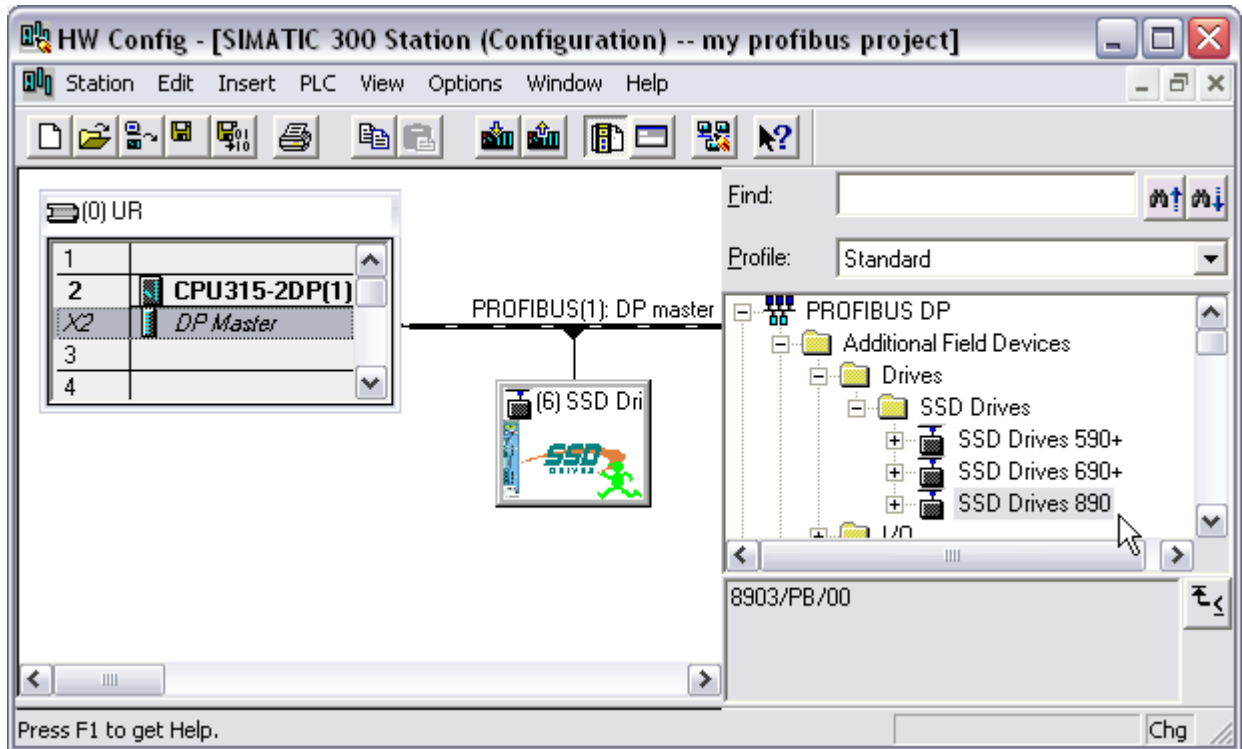 HW Config - [SIMATIC 300 Station (Configuration) -- my profibus project]
Station Edit Insert PLC View Options Window Help
(0) UR
1
2 CPU315-2DP(1)
X2 DP Master
3
4
PROFIBUS(1): DP master
(6) SSD Dri
SSD
DRIVES
Find:
Profile: Standard
PROFIBUS DP
Additional Field Devices
Drives
SSD Drives
SSD Drives 590+
SSD Drives 690+
SSD Drives 890
I/O
8903/PB/00
Press F1 to get Help.
Chg